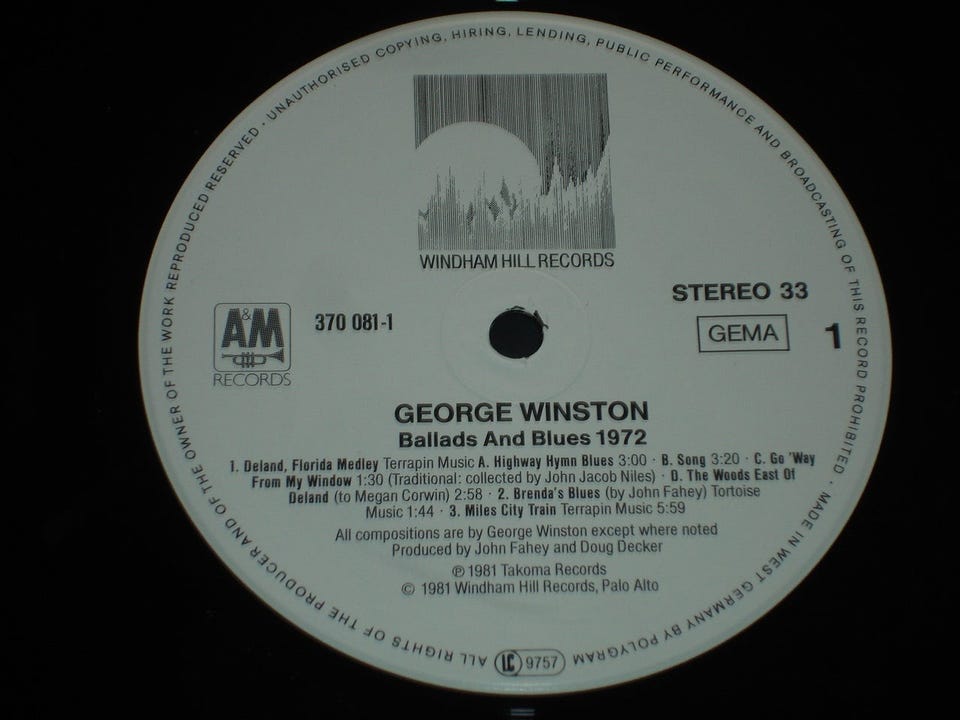 ALL RIGHTS OF THE PRODUCER AND OF THE OWNER OF THE WORK REPRODUCED RESERVED · UNAUTHORISED COPYING, HIRING, LENDING, PUBLIC PERFORMANCE AND BROADCASTING OF THIS RECORD PROHIBITED · MADE IN WEST GERMANY BY POLYGRAM
WINDHAM HILL RECORDS
STEREO 33
A&M
RECORDS
370 081-1
GEMA
1
GEORGE WINSTON
Ballads And Blues 1972
1. Deland, Florida Medley Terrapin Music A. Highway Hymn Blues 3:00 · B. Song 3:20 · C. Go 'Way
From My Window 1:30 (Traditional: collected by John Jacob Niles) · D. The Woods East Of
Deland (to Megan Corwin) 2:58 · 2. Brenda's Blues (by John Fahey) Tortoise
Music 1:44 · 3. Miles City Train Terrapin Music 5:59
All compositions are by George Winston except where noted
Produced by John Fahey and Doug Decker
℗ 1981 Takoma Records
© 1981 Windham Hill Records, Palo Alto
LC 9757